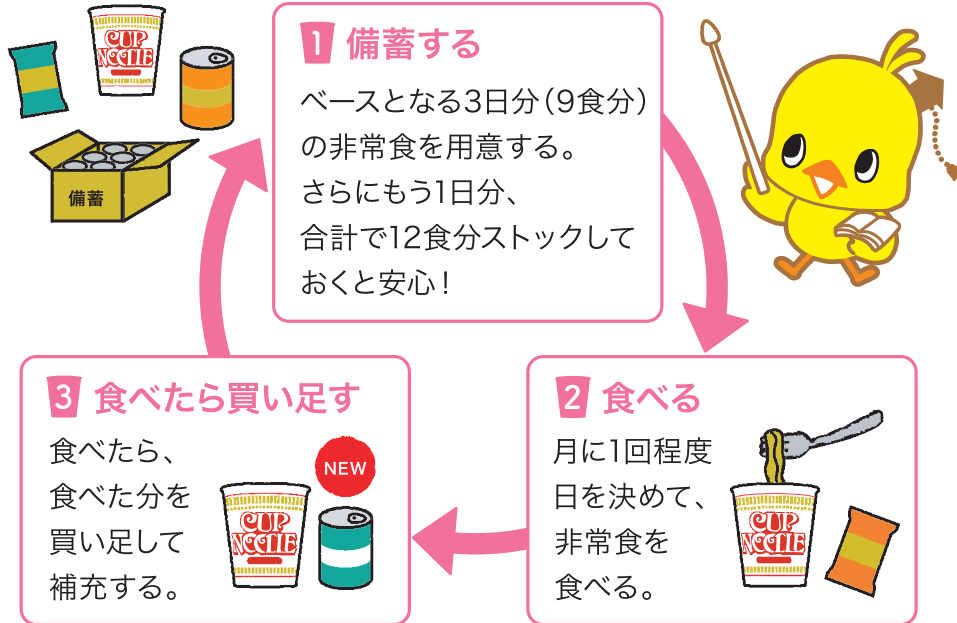 CUP
NOODLE
備蓄
1 備蓄する
ベースとなる3日分（9食分）
の非常食を用意する。
さらにもう1日分、
合計で12食分ストックして
おくと安心！
2 食べる
月に1回程度
日を決めて、
非常食を
食べる。
CUP
NOODLE
3 食べたら買い足す
食べたら、
食べた分を
買い足して
補充する。
NEW
CUP
NOODLE